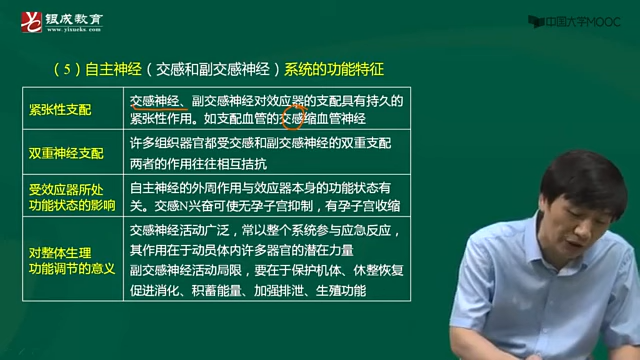 银成教育
www.yixueks.com
中国大学MOOC
（5）自主神经（交感和副交感神经）系统的功能特征
紧张性支配
交感神经、副交感神经对效应器的支配具有持久的
紧张性作用。如支配血管的交感缩血管神经
双重神经支配
许多组织器官都受交感和副交感神经的双重支配
两者的作用往往相互拮抗
受效应器所处
功能状态的影响
自主神经的外周作用与效应器本身的功能状态有
关。交感N兴奋可使无孕子宫抑制，有孕子宫收缩
对整体生理
功能调节的意义
交感神经活动广泛，常以整个系统参与应急反应，
其作用在于动员体内许多器官的潜在力量
副交感神经活动局限，要在于保护机体、休整恢复
促进消化、积蓄能量、加强排泄、生殖功能